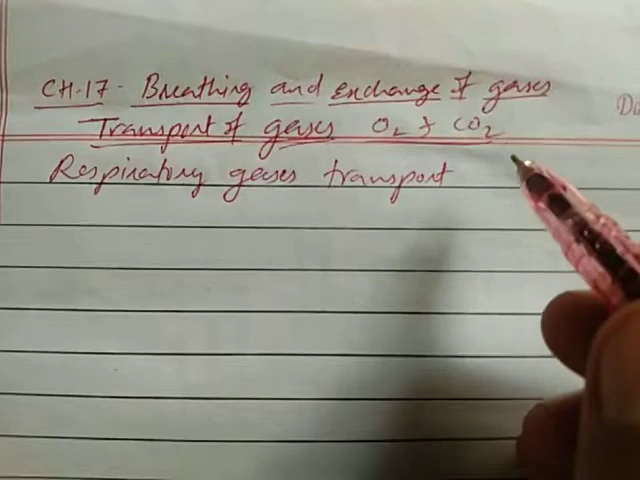 CH.17 - Breathing and exchange of gases
Transport of gases O2 & CO2
Respiratory gases transport